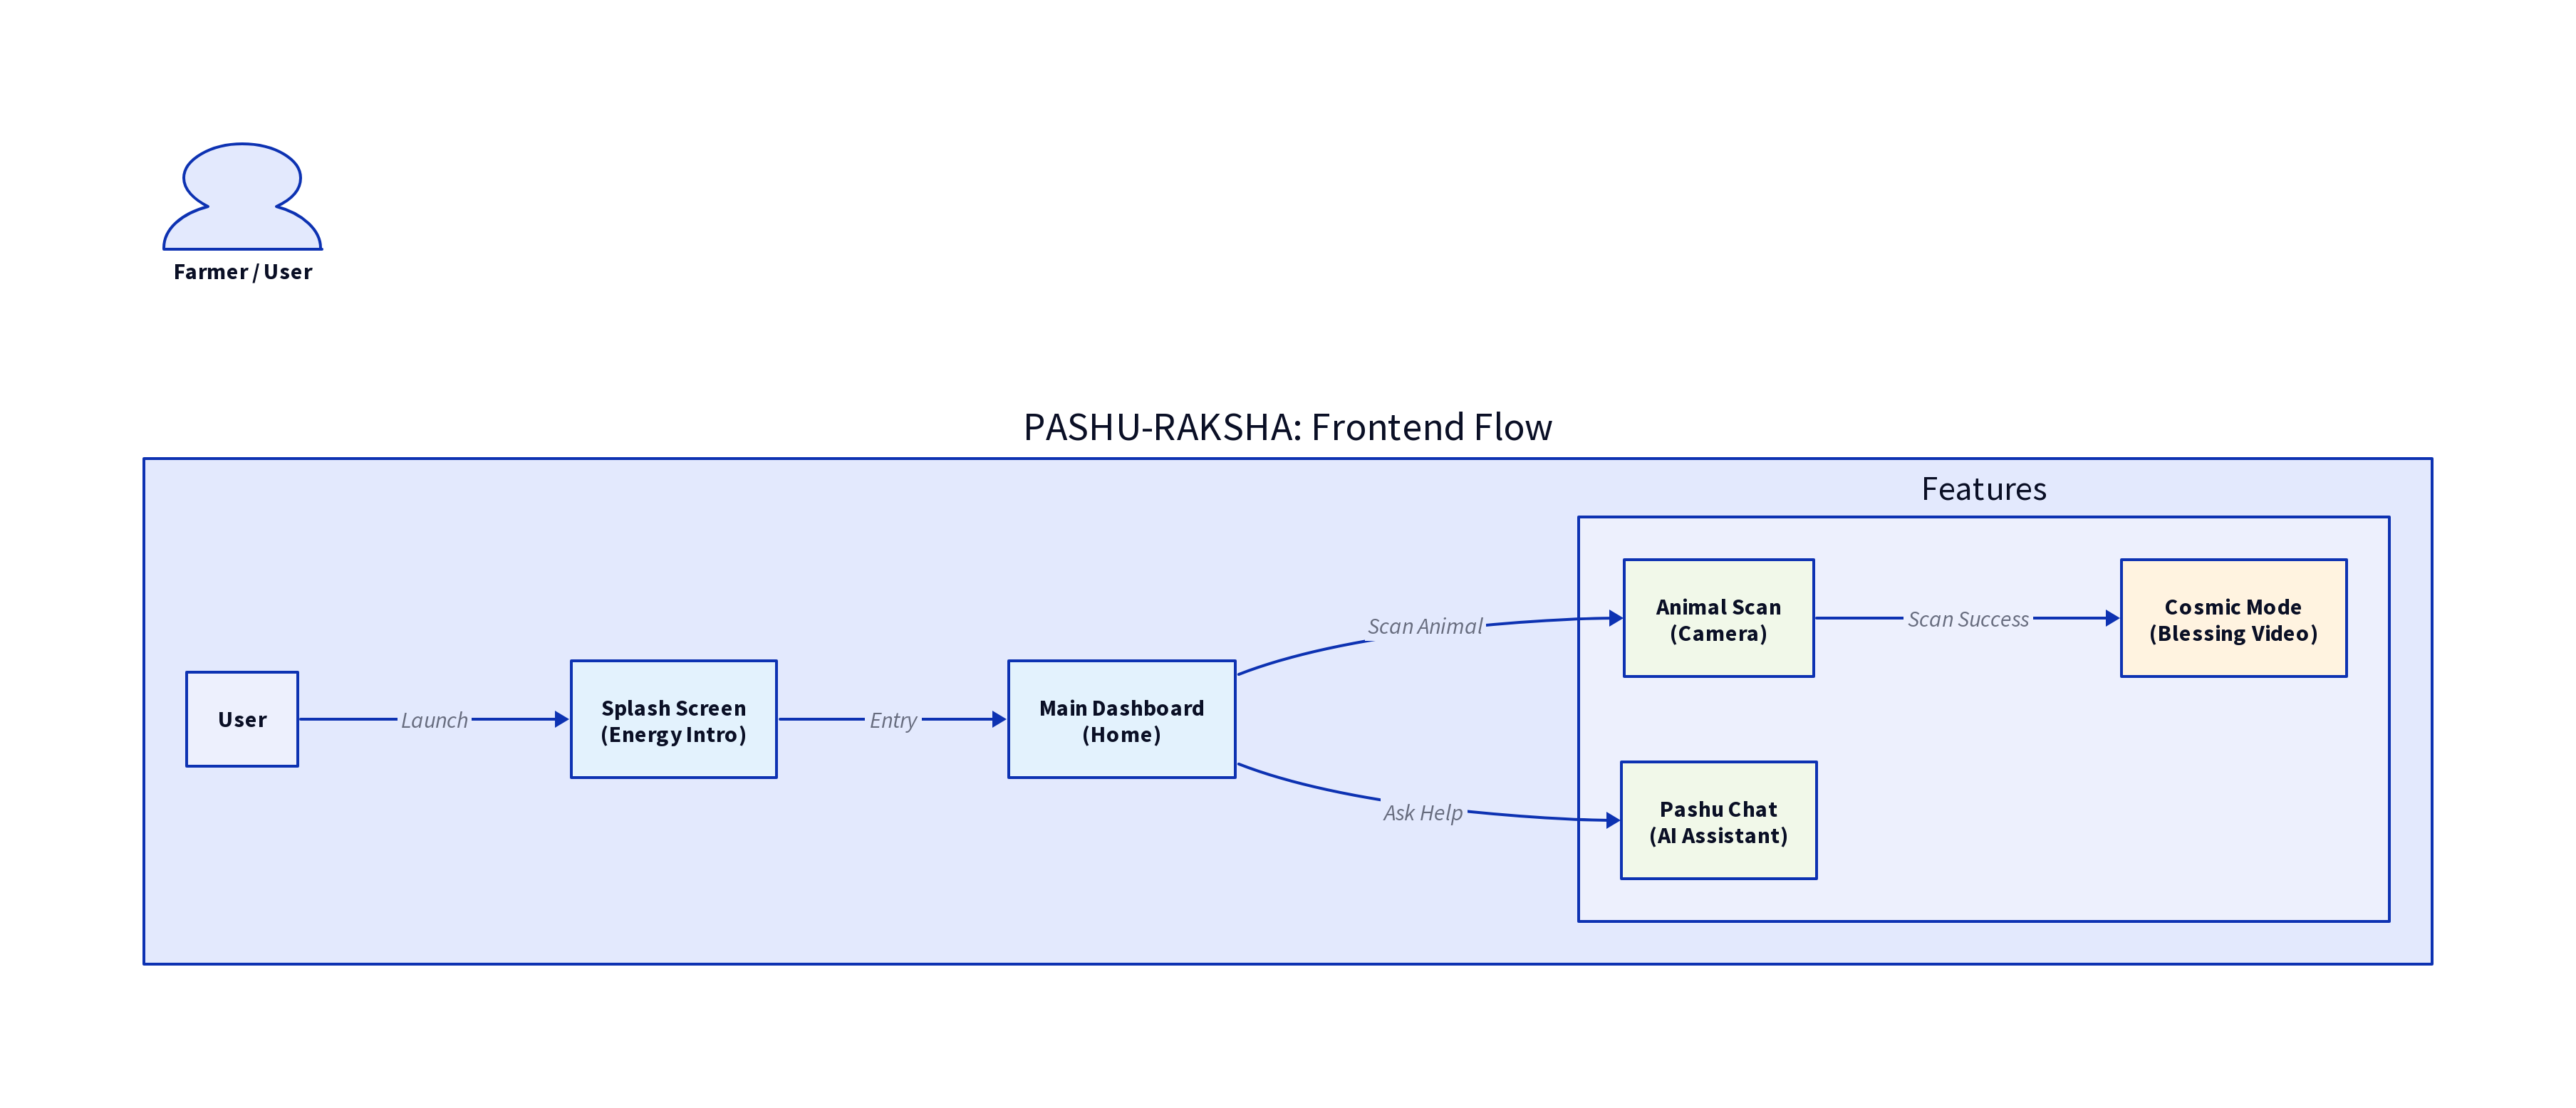 Farmer / User
PASHU-RAKSHA: Frontend Flow
Features
User
Launch
Splash Screen
(Energy Intro)
Entry
Main Dashboard
(Home)
Scan Animal
Ask Help
Animal Scan
(Camera)
Scan Success
Cosmic Mode
(Blessing Video)
Pashu Chat
(AI Assistant)